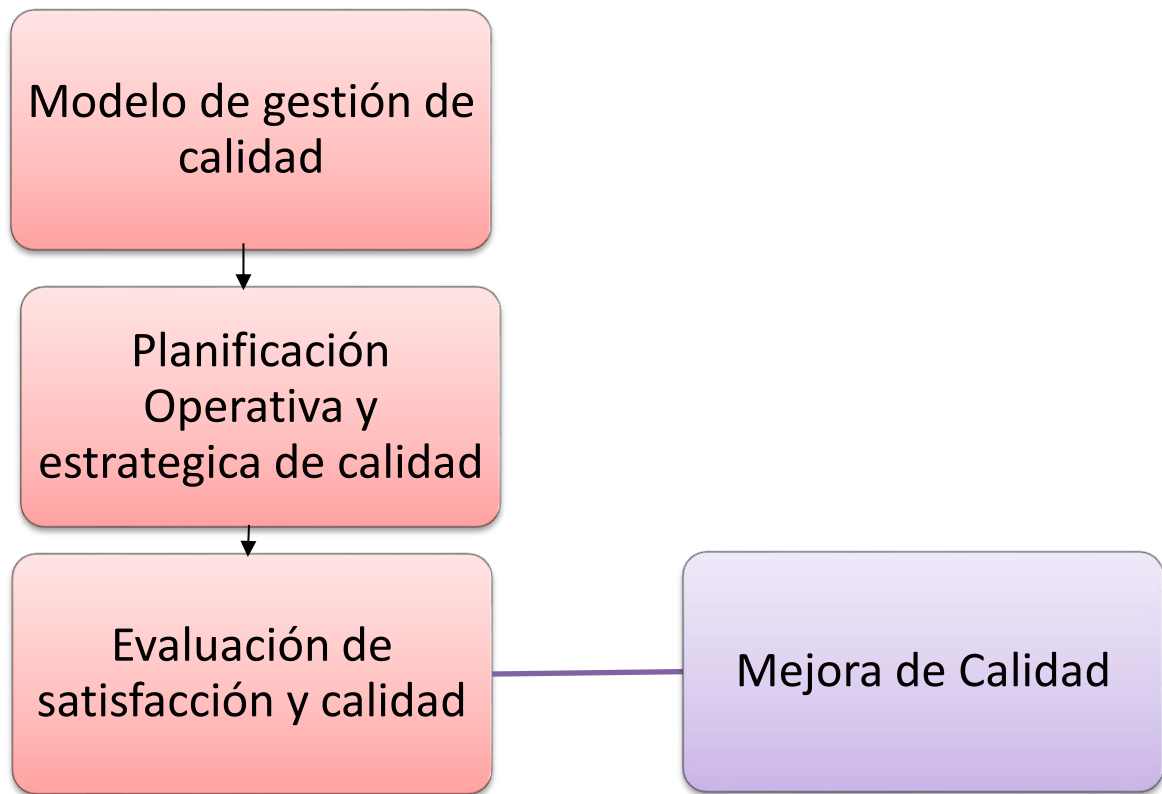 Modelo de gestión de
calidad
Planificación
Operativa y
estrategica de calidad
Evaluación de
satisfacción y calidad
Mejora de Calidad